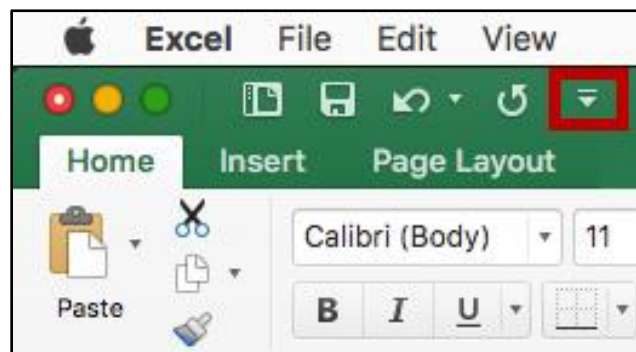 Excel File Edit View
Home Insert Page Layout
Calibri (Body) 11
Paste
B I U